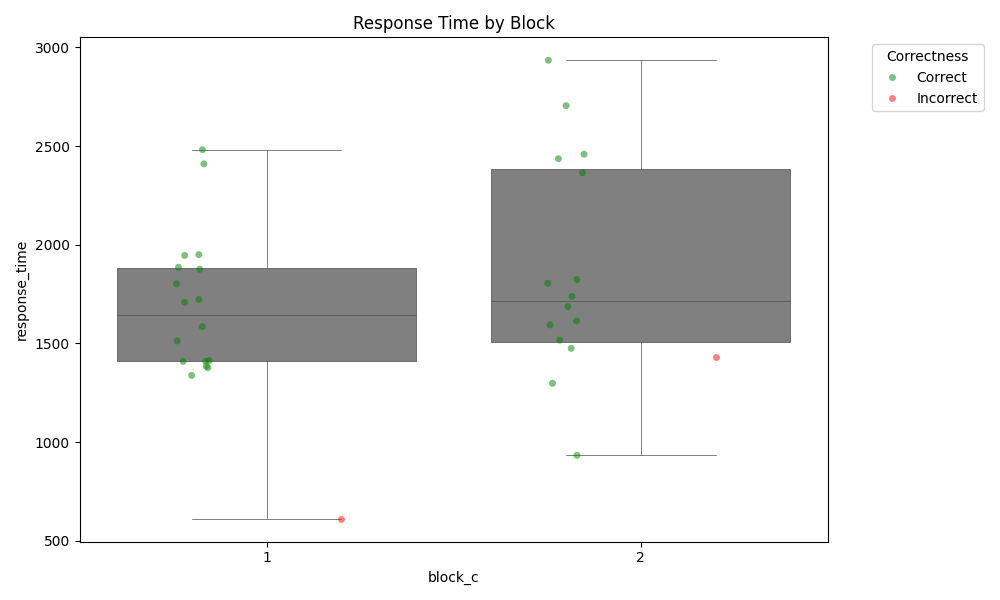 Response Time by Block
Correctness
Correct
Incorrect
response_time
3000
2500
2000
1500
1000
500
1
2
block_c